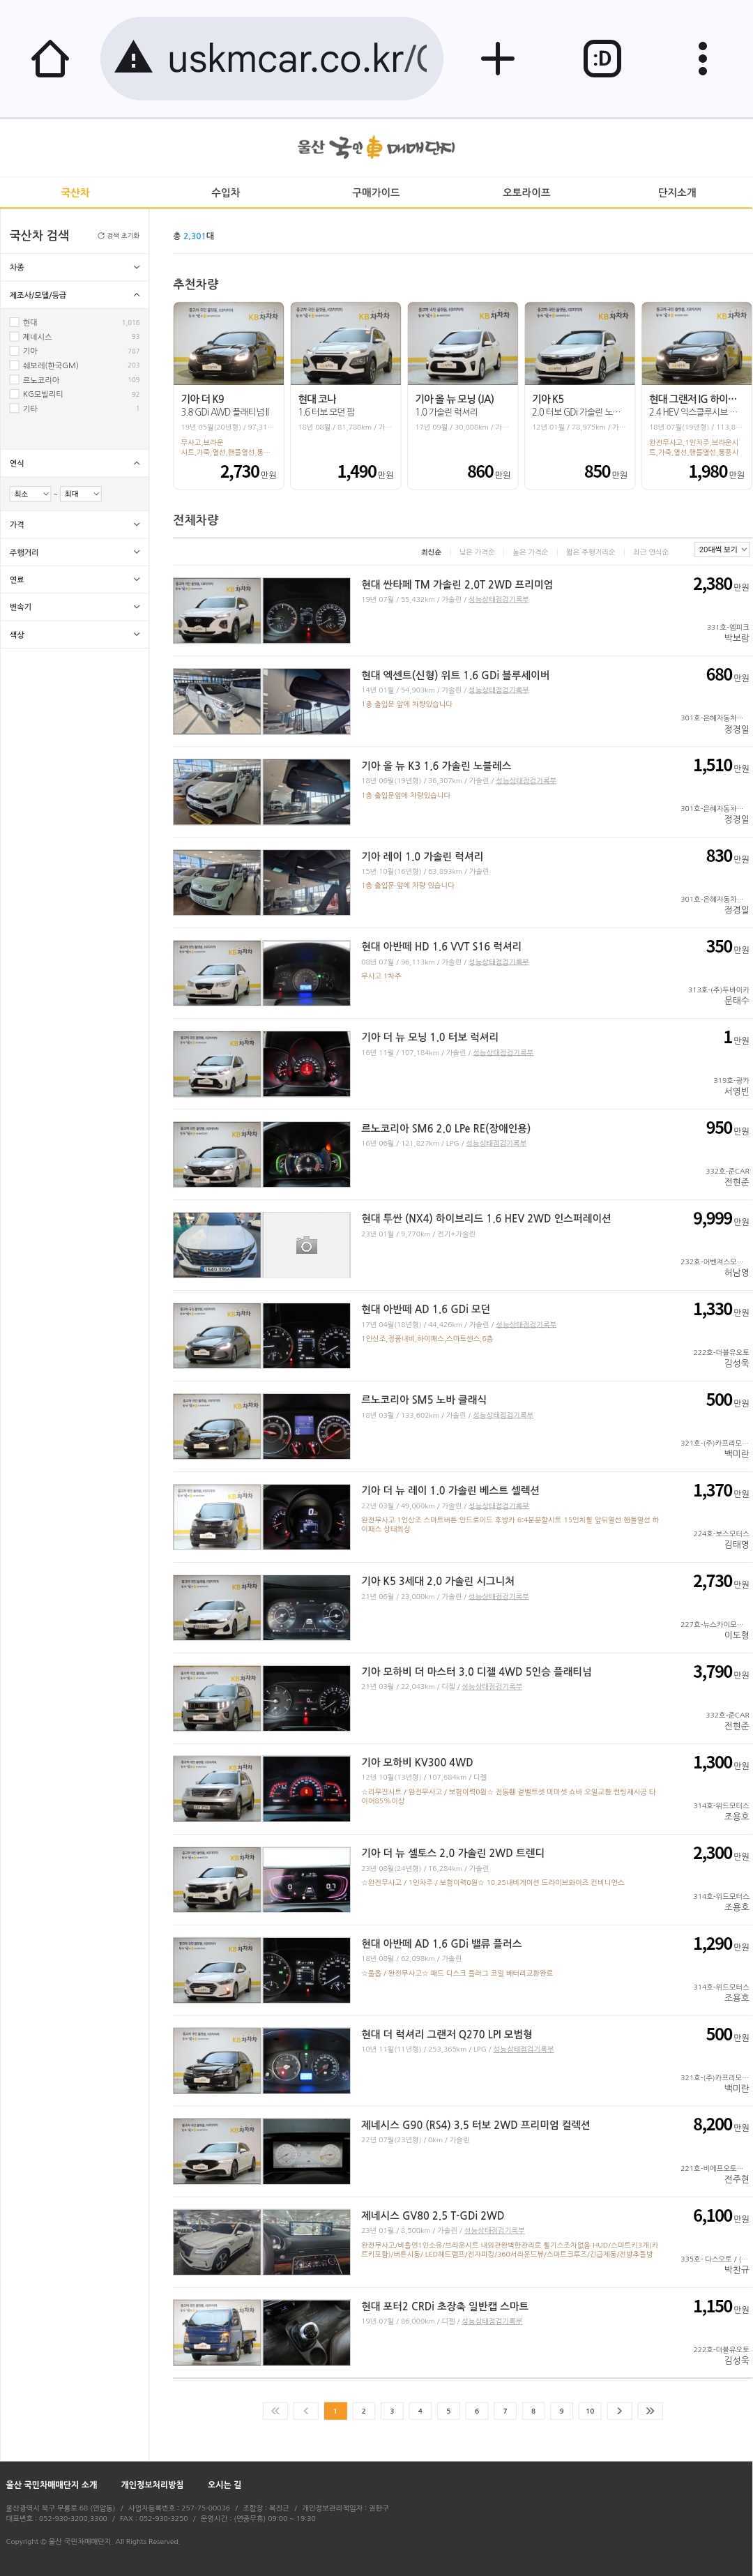 uskmcar.co.kr/
:D
울산 국민車매매단지
국산차
수입차
구매가이드
오토라이프
단지소개
국산차 검색
검색 초기화
차종
제조사/모델/등급
현대 1,016
제네시스 93
기아 787
쉐보레(한국GM) 203
르노코리아 109
KG모빌리티 92
기타 1
연식
최소 ~ 최대
가격
주행거리
연료
변속기
색상
총 2,301대
추천차량
기아 더 K9
3.8 GDi AWD 플래티넘 II
19년 05월(20년형) / 97,31…
무사고,브라운
시트,가죽,열선,핸들열선,통…
2,730만원
현대 코나
1.6 터보 모던 팝
18년 08월 / 81,780km / 가…
1,490만원
기아 올 뉴 모닝 (JA)
1.0 가솔린 럭셔리
17년 09월 / 30,000km / 가…
860만원
기아 K5
2.0 터보 GDi 가솔린 노…
12년 01월 / 78,975km / 가…
850만원
현대 그랜저 IG 하이…
2.4 HEV 익스클루시브 …
18년 07월(19년형) / 113,8…
완전무사고,1인차주,브라운시
트,가죽,열선,핸들열선,통풍시
1,980만원
전체차량
최신순
낮은 가격순
높은 가격순
짧은 주행거리순
최근 연식순
20대씩 보기
현대 싼타페 TM 가솔린 2.0T 2WD 프리미엄
19년 07월 / 55,432km / 가솔린 / 성능상태점검기록부
2,380만원
331호-엠피크
박보람
현대 엑센트(신형) 위트 1.6 GDi 블루세이버
14년 01월 / 54,903km / 가솔린 / 성능상태점검기록부
1층 출입문 앞에 차량있습니다
680만원
301호-은혜자동차…
정경일
기아 올 뉴 K3 1.6 가솔린 노블레스
18년 06월(19년형) / 36,307km / 가솔린 / 성능상태점검기록부
1층 출입문앞에 차량있습니다
1,510만원
301호-은혜자동차…
정경일
기아 레이 1.0 가솔린 럭셔리
15년 10월(16년형) / 63,893km / 가솔린
1층 출입문 앞에 차량 있습니다
830만원
301호-은혜자동차…
정경일
현대 아반떼 HD 1.6 VVT S16 럭셔리
08년 07월 / 96,113km / 가솔린 / 성능상태점검기록부
무사고 1차주
350만원
313호-(주)두바이카
문태수
기아 더 뉴 모닝 1.0 터보 럭셔리
16년 11월 / 107,184km / 가솔린 / 성능상태점검기록부
1만원
319호-광카
서영빈
르노코리아 SM6 2.0 LPe RE(장애인용)
16년 06월 / 121,827km / LPG / 성능상태점검기록부
950만원
332호-준CAR
전현준
현대 투싼 (NX4) 하이브리드 1.6 HEV 2WD 인스퍼레이션
23년 01월 / 9,770km / 전기+가솔린
9,999만원
232호-어벤져스모…
허남영
현대 아반떼 AD 1.6 GDi 모던
17년 04월(18년형) / 44,426km / 가솔린 / 성능상태점검기록부
1인신조,정품네비,하이패스,스마트센스,6층
1,330만원
222호-더블유오토
김성욱
르노코리아 SM5 노바 클래식
18년 03월 / 133,602km / 가솔린 / 성능상태점검기록부
500만원
321호-(주)카프리모…
백미란
기아 더 뉴 레이 1.0 가솔린 베스트 셀렉션
22년 03월 / 49,000km / 가솔린 / 성능상태점검기록부
완전무사고 1인신조 스마트버튼 안드로이드 후방카 6:4분분할시트 15인치휠 앞뒤열선 핸들열선 하
이패스 상태최상
1,370만원
224호-보스모터스
김태영
기아 K5 3세대 2.0 가솔린 시그니처
21년 06월 / 23,000km / 가솔린 / 성능상태점검기록부
2,730만원
227호-뉴스카이모…
이도형
기아 모하비 더 마스터 3.0 디젤 4WD 5인승 플래티넘
21년 03월 / 22,043km / 디젤 / 성능상태점검기록부
3,790만원
332호-준CAR
전현준
기아 모하비 KV300 4WD
12년 10월(13년형) / 107,684km / 디젤
1,300만원
314호-위드모터스
조용호
기아 더 뉴 셀토스 2.0 가솔린 2WD 트렌디
23년 08월(24년형) / 16,284km / 가솔린
☆완전무사고 / 1인차주 / 보험이력0원☆ 10.25내비게이션 드라이브와이즈 컨비니언스
2,300만원
314호-위드모터스
조용호
현대 아반떼 AD 1.6 GDi 밸류 플러스
18년 08월 / 62,098km / 가솔린
☆풀옵 / 완전무사고☆ 패드 디스크 플러그 코일 배터리교환완료
1,290만원
314호-위드모터스
조용호
현대 더 럭셔리 그랜저 Q270 LPI 모범형
10년 11월(11년형) / 253,365km / LPG / 성능상태점검기록부
500만원
321호-(주)카프리모…
백미란
제네시스 G90 (RS4) 3.5 터보 2WD 프리미엄 컬렉션
22년 07월(23년형) / 0km / 가솔린
8,200만원
221호-비에프오토…
전주현
제네시스 GV80 2.5 T-GDi 2WD
23년 01월 / 8,500km / 가솔린 / 성능상태점검기록부
완전무사고/비흡연1인소유/브라운시트 내외관완벽한관리로 휠기스조차없음 HUD/스마트키3개(카
트키포함)/버튼시동/ LED헤드램프/전자파킹/360서라운드뷰/스마트크루즈/긴급제동/전방추돌방
6,100만원
335호- 다스오토 / (…
박찬규
현대 포터2 CRDi 초장축 일반캡 스마트
19년 07월 / 86,000km / 디젤 / 성능상태점검기록부
1,150만원
222호-더블유오토
김성욱
1 2 3 4 5 6 7 8 9 10
울산 국민차매매단지 소개
개인정보처리방침
오시는 길
울산광역시 북구 무룡로 68 (연암동) / 사업자등록번호 : 257-75-00036 / 조합장 : 복진근 / 개인정보관리책임자 : 권한구
대표번호 : 052-930-3200,3300 / FAX : 052-930-3250 / 운영시간 : (연중무휴) 09:00 ~ 19:30
Copyright © 울산 국민차매매단지. All Rights Reserved.